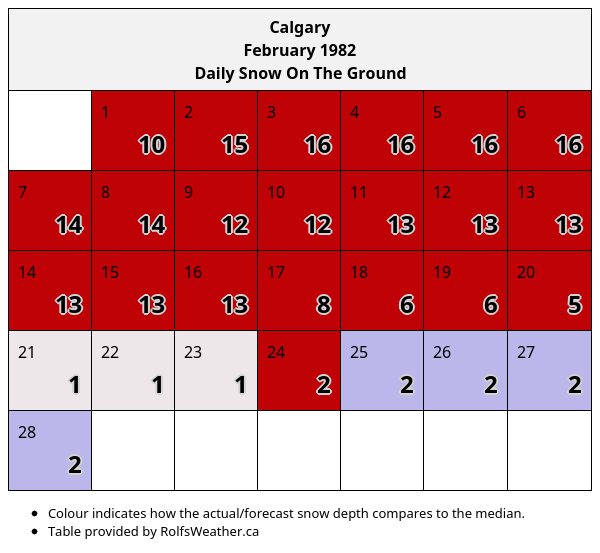 Calgary
February 1982
Daily Snow On The Ground
1 2 3 4 5 6
10 15 16 16 16 16
7 8 9 10 11 12 13
14 14 12 12 13 13 13
14 15 16 17 18 19 20
13 13 13 8 6 6 5
21 22 23 24 25 26 27
1 1 1 2 2 2 2
28
2
• Colour indicates how the actual/forecast snow depth compares to the median.
• Table provided by RolfsWeather.ca